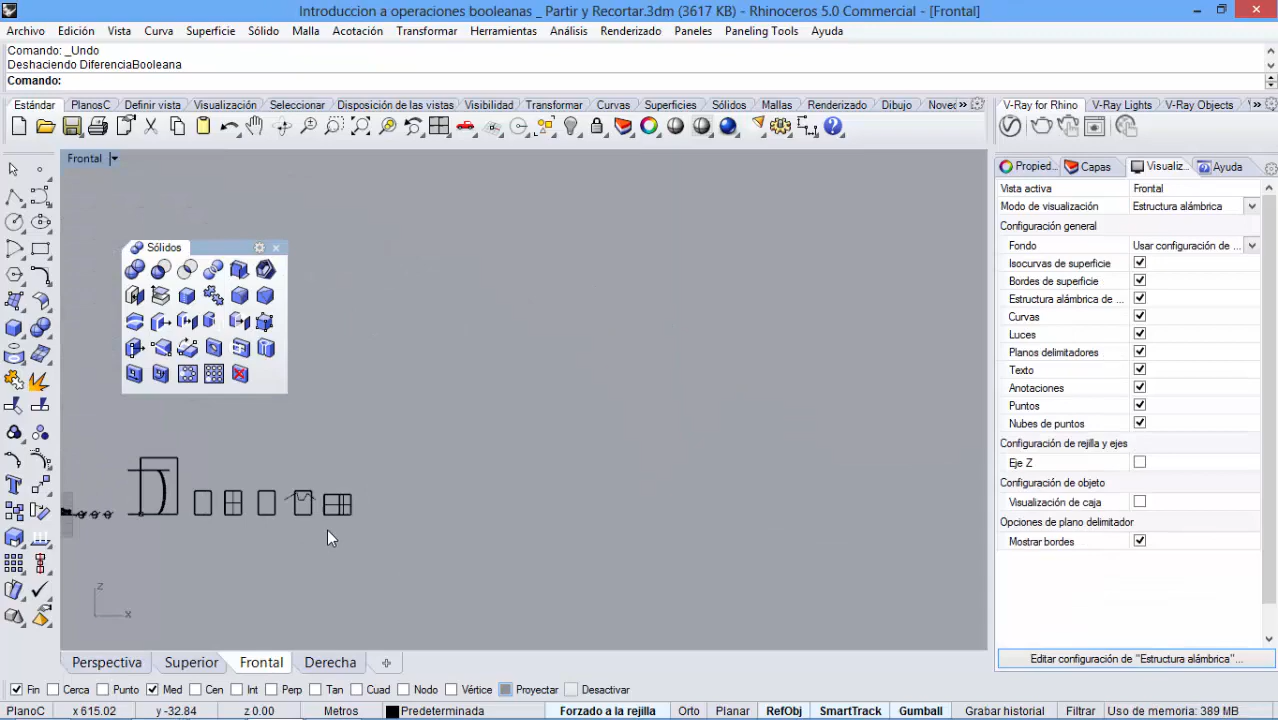 Introduccion a operaciones booleanas _ Partir y Recortar.3dm (3617 KB) - Rhinoceros 5.0 Commercial - [Frontal]
Archivo Edición Vista Curva Superficie Sólido Malla Acotación Transformar Herramientas Análisis Renderizado Paneles Paneling Tools Ayuda
Comando: _Undo
Deshaciendo DiferenciaBooleana
Comando:
Estándar PlanosC Definir vista Visualización Seleccionar Disposición de las vistas Visibilidad Transformar Curvas Superficies Sólidos Mallas Renderizado Dibujo Noved »
V-Ray for Rhino V-Ray Lights V-Ray Objects »
Frontal
Propied... Capas Visualiz... Ayuda
Vista activa Frontal
Modo de visualización Estructura alámbrica
Configuración general
Fondo Usar configuración de ...
Isocurvas de superficie
Bordes de superficie
Estructura alámbrica de ...
Curvas
Luces
Planos delimitadores
Texto
Anotaciones
Puntos
Nubes de puntos
Configuración de rejilla y ejes
Eje Z
Configuración de objeto
Visualización de caja
Opciones de plano delimitador
Mostrar bordes
Sólidos
z
x
Editar configuración de "Estructura alámbrica"...
Perspectiva Superior Frontal Derecha
Fin Cerca Punto Med Cen Int Perp Tan Cuad Nodo Vértice Proyectar Desactivar
PlanoC x 615.02 y -32.84 z 0.00 Metros Predeterminada Forzado a la rejilla Orto Planar RefObj SmartTrack Gumball Grabar historial Filtrar Uso de memoria: 389 MB